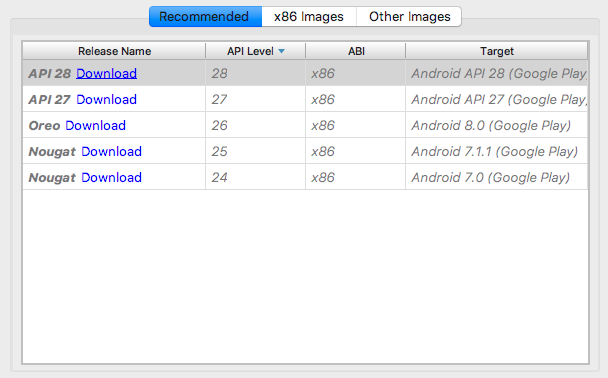 Recommended x86 Images Other Images
Release Name API Level ABI Target
API 28 Download 28 x86 Android API 28 (Google Play)
API 27 Download 27 x86 Android API 27 (Google Play)
Oreo Download 26 x86 Android 8.0 (Google Play)
Nougat Download 25 x86 Android 7.1.1 (Google Play)
Nougat Download 24 x86 Android 7.0 (Google Play)